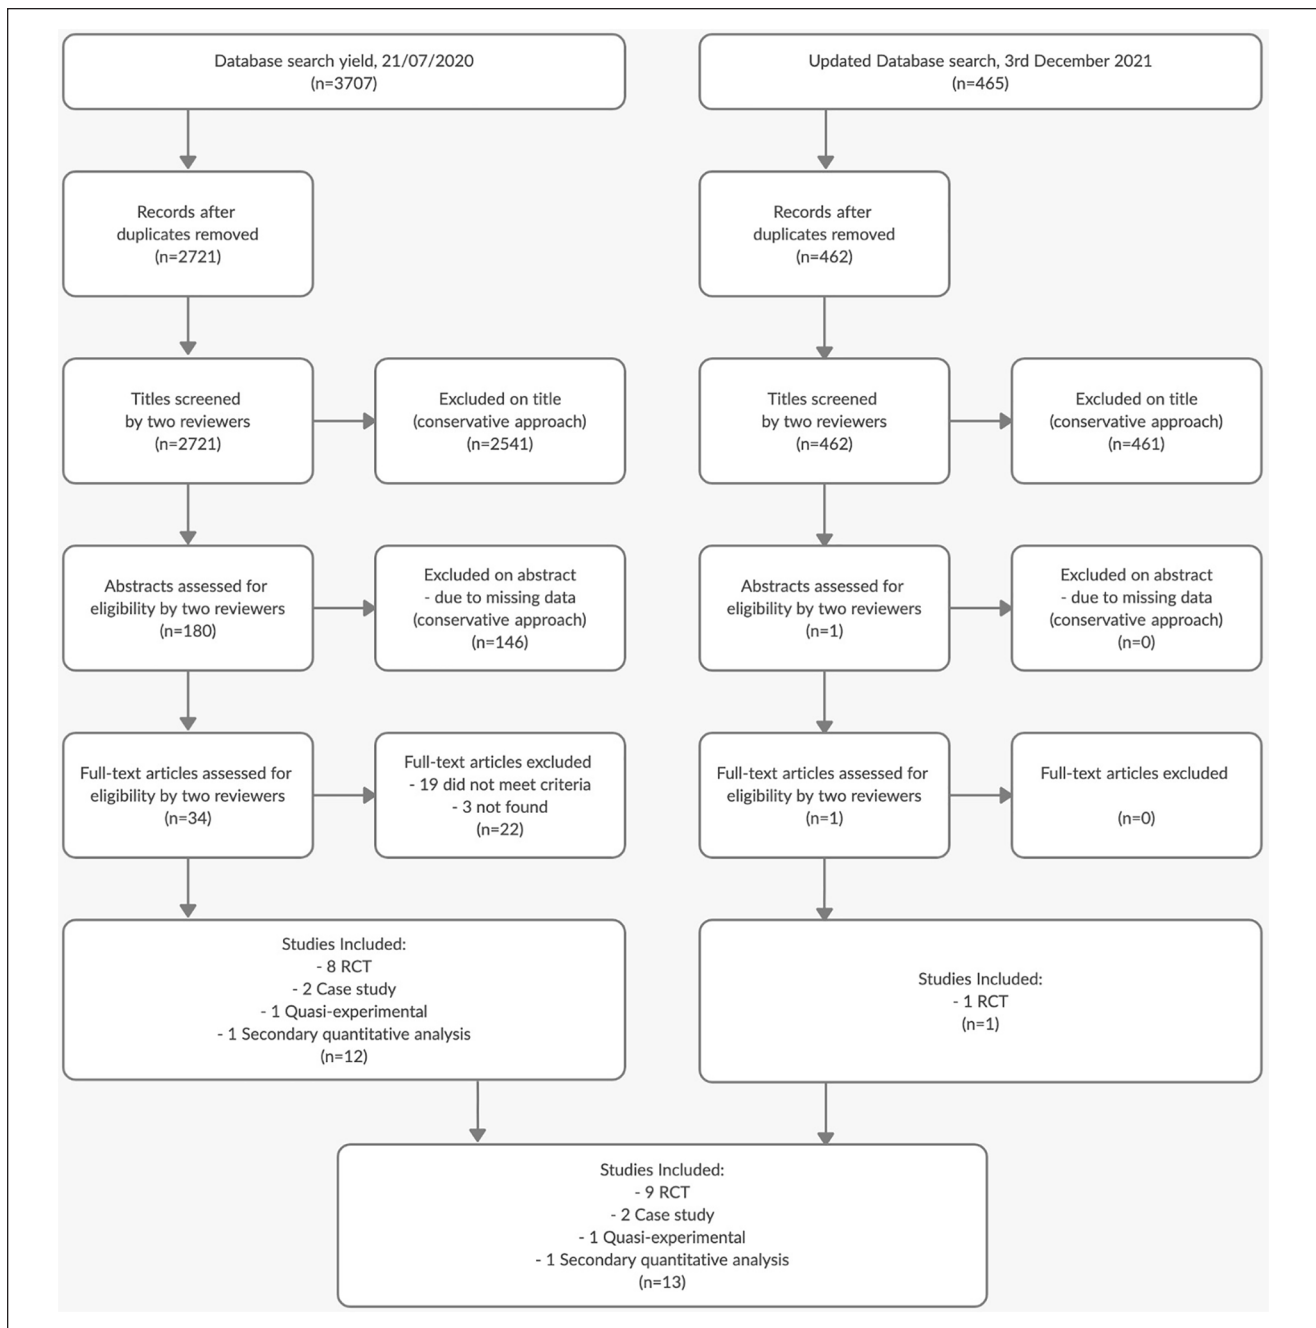 Database search yield, 21/07/2020
(n=3707)
Updated Database search, 3rd December 2021
(n=465)
Records after
duplicates removed
(n=2721)
Records after
duplicates removed
(n=462)
Titles screened
by two reviewers
(n=2721)
Excluded on title
(conservative approach)
(n=2541)
Titles screened
by two reviewers
(n=462)
Excluded on title
(conservative approach)
(n=461)
Abstracts assessed for
eligibility by two reviewers
(n=180)
Excluded on abstract
- due to missing data
(conservative approach)
(n=146)
Abstracts assessed for
eligibility by two reviewers
(n=1)
Excluded on abstract
- due to missing data
(conservative approach)
(n=0)
Full-text articles assessed for
eligibility by two reviewers
(n=34)
Full-text articles excluded
- 19 did not meet criteria
- 3 not found
(n=22)
Full-text articles assessed for
eligibility by two reviewers
(n=1)
Full-text articles excluded
(n=0)
Studies Included:
- 8 RCT
- 2 Case study
- 1 Quasi-experimental
- 1 Secondary quantitative analysis
(n=12)
Studies Included:
- 1 RCT
(n=1)
Studies Included:
- 9 RCT
- 2 Case study
- 1 Quasi-experimental
- 1 Secondary quantitative analysis
(n=13)